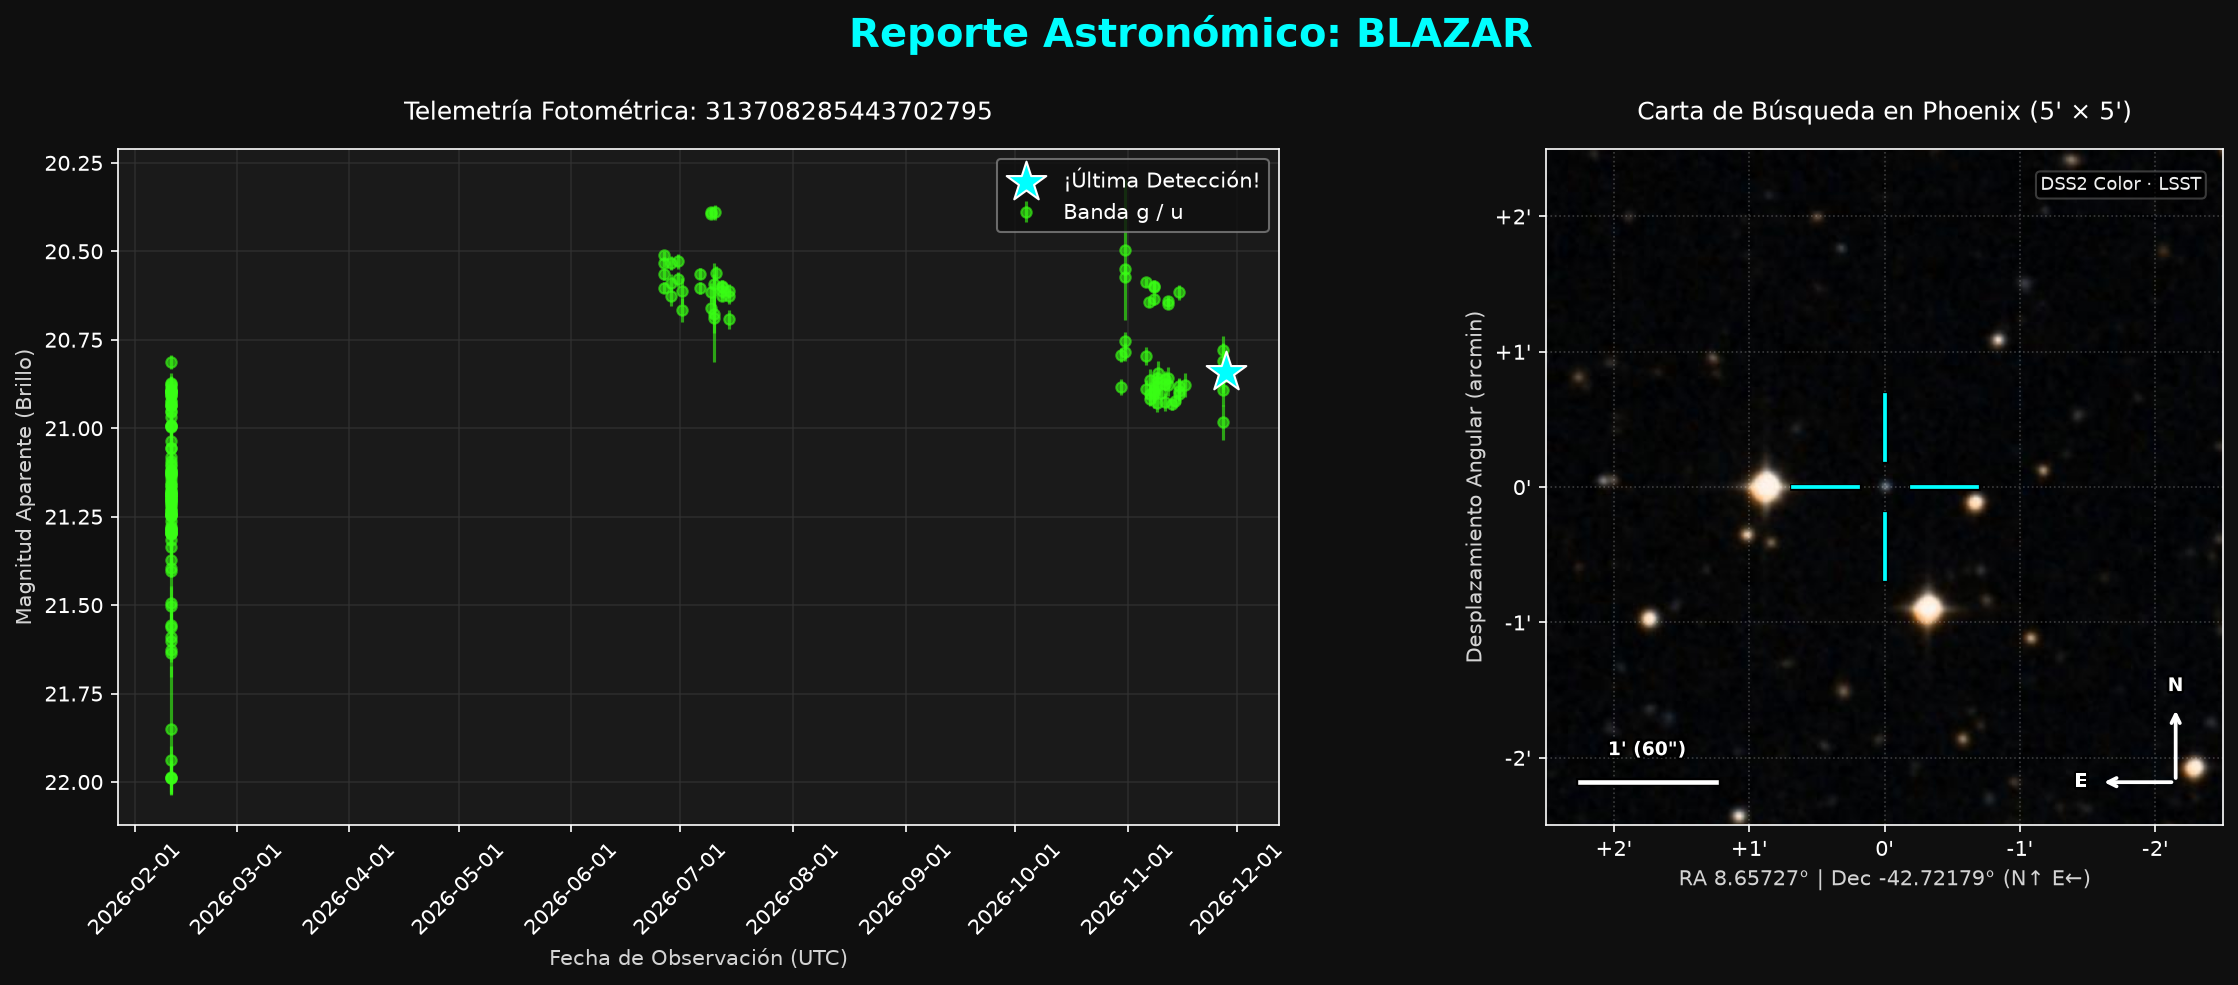 Reporte Astronómico: BLAZAR
Telemetría Fotométrica: 313708285443702795
Magnitud Aparente (Brillo)
20.25
20.50
20.75
21.00
21.25
21.50
21.75
22.00
¡Última Detección!
Banda g / u
2026-02-01
2026-03-01
2026-04-01
2026-05-01
2026-06-01
2026-07-01
2026-08-01
2026-09-01
2026-10-01
2026-11-01
2026-12-01
Fecha de Observación (UTC)
Carta de Búsqueda en Phoenix (5' × 5')
DSS2 Color · LSST
Desplazamiento Angular (arcmin)
+2'
+1'
0'
-1'
-2'
N
E
1' (60")
+2'
+1'
0'
-1'
-2'
RA 8.65727° | Dec -42.72179° (N↑ E←)